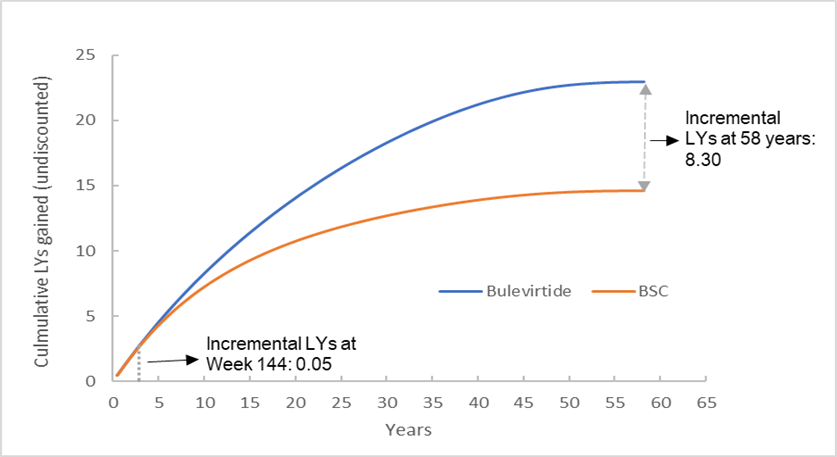 Culmulative LYs gained (undiscounted)
25
20
15
10
5
0
Incremental
LYs at 58 years:
8.30
Bulevirtide
BSC
Incremental LYs at
Week 144: 0.05
0 5 10 15 20 25 30 35 40 45 50 55 60 65
Years